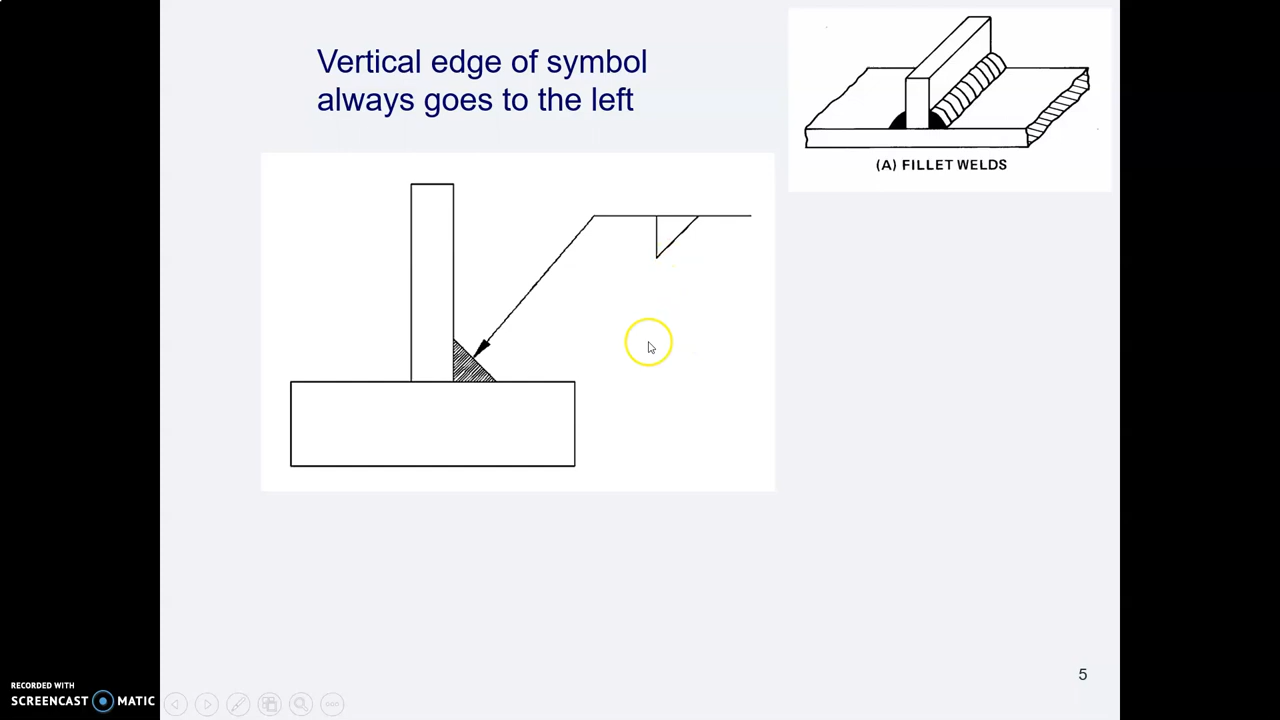 Vertical edge of symbol
always goes to the left
(A) FILLET WELDS
5
RECORDED WITH
SCREENCAST MATIC